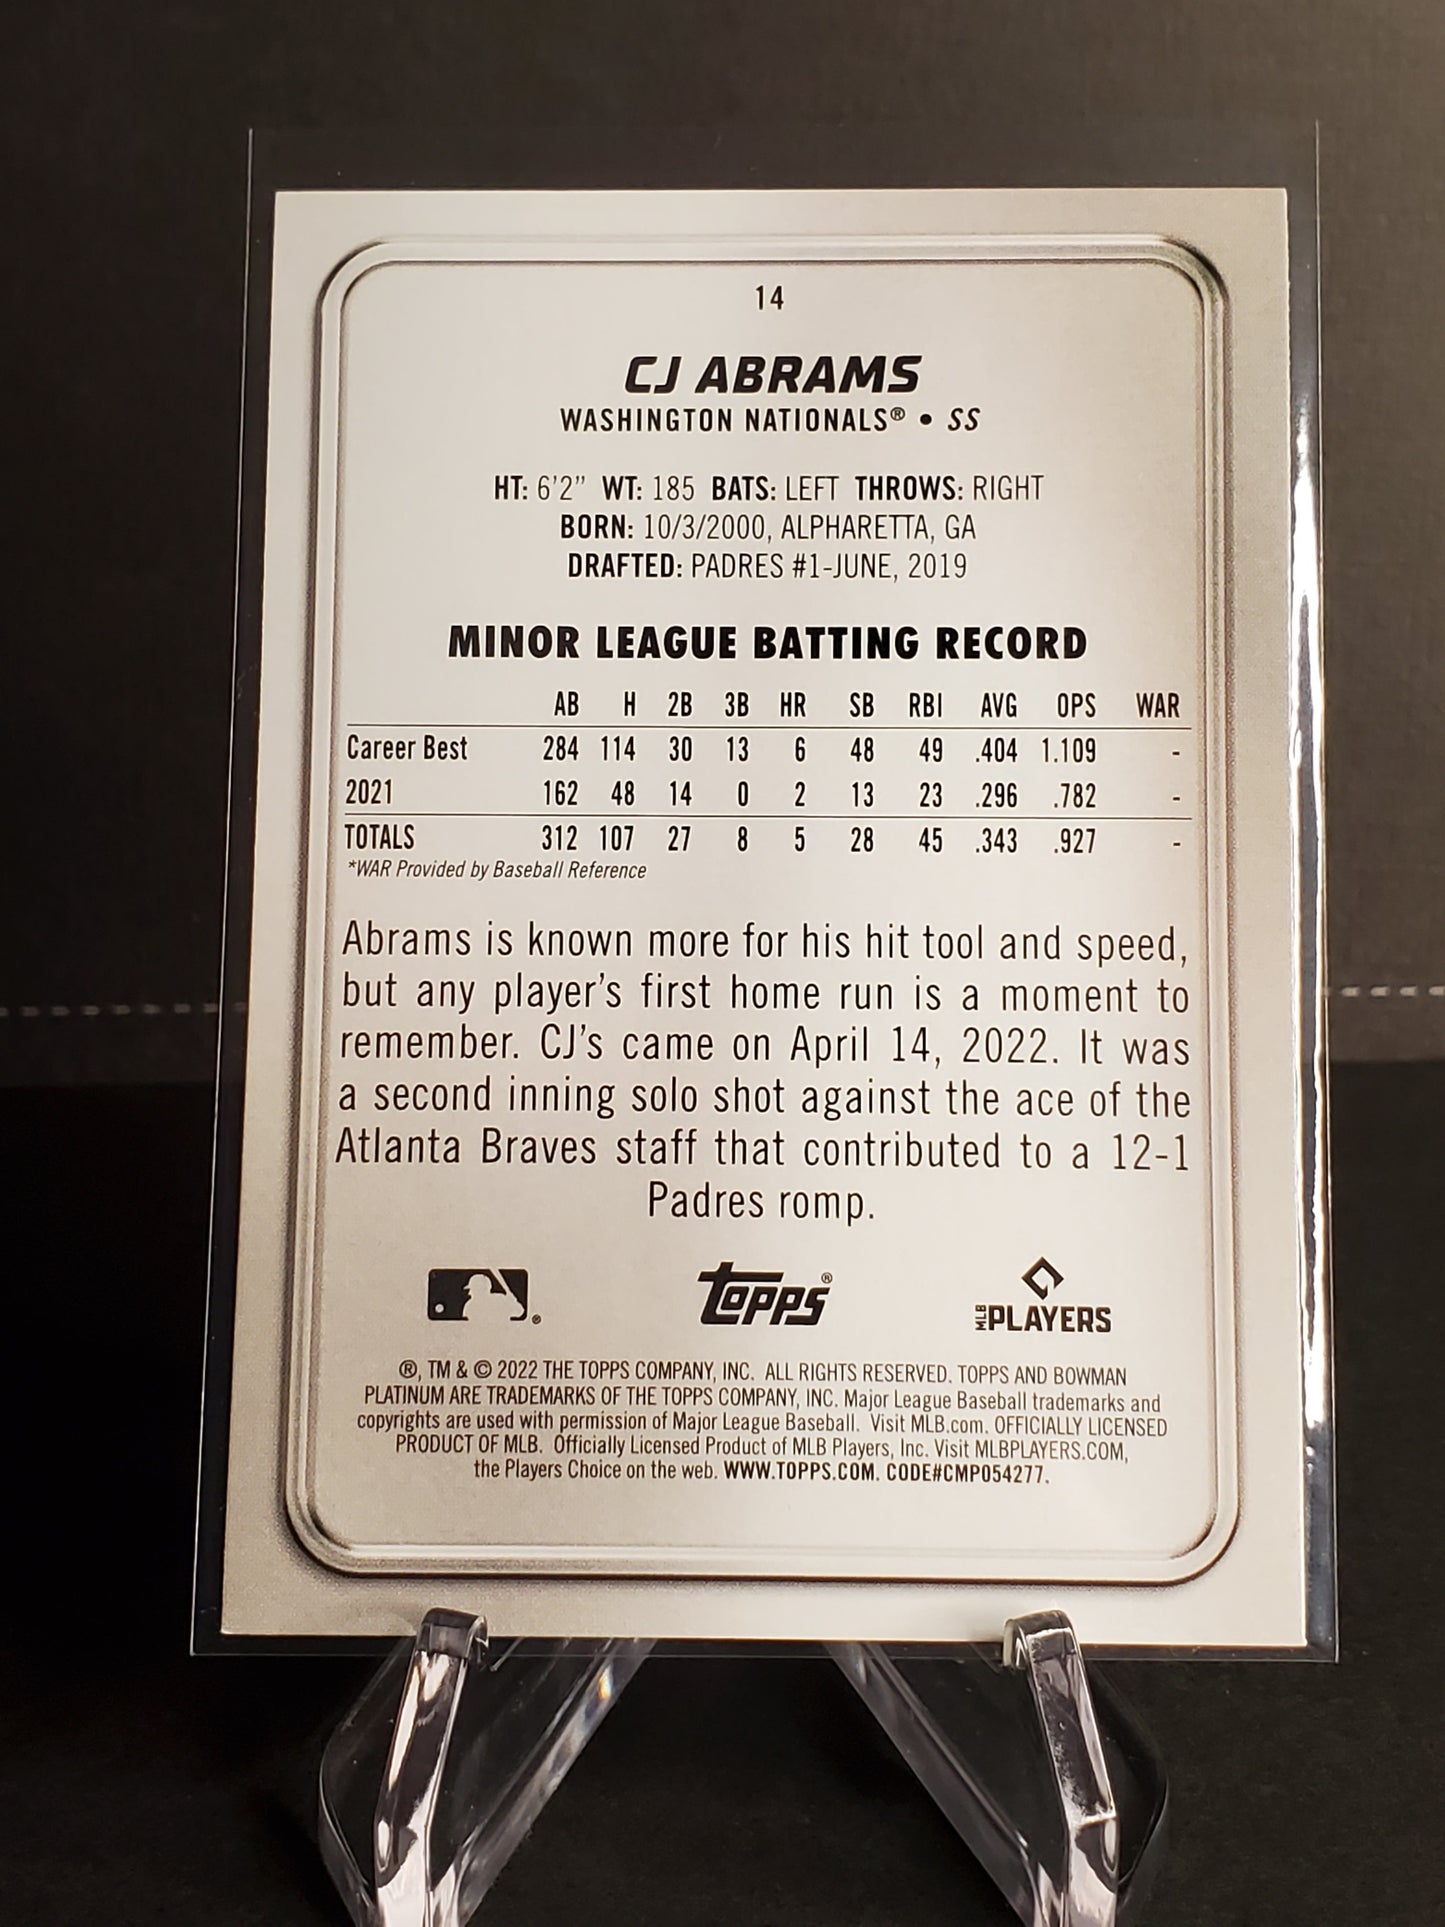 14
CJ ABRAMS
WASHINGTON NATIONALS® • SS
HT: 6'2” WT: 185 BATS: LEFT THROWS: RIGHT
BORN: 10/3/2000, ALPHARETTA, GA
DRAFTED: PADRES #1-JUNE, 2019
MINOR LEAGUE BATTING RECORD
AB H 2B 3B HR SB RBI AVG OPS WAR
Career Best 284 114 30 13 6 48 49 .404 1.109 -
2021 162 48 14 0 2 13 23 .296 .782 -
TOTALS 312 107 27 8 5 28 45 .343 .927 -
*WAR Provided by Baseball Reference
Abrams is known more for his hit tool and speed,
but any player's first home run is a moment to
remember. CJ's came on April 14, 2022. It was
a second inning solo shot against the ace of the
Atlanta Braves staff that contributed to a 12-1
Padres romp.
® TOPPS® MLB PLAYERS
®, TM & © 2022 THE TOPPS COMPANY, INC. ALL RIGHTS RESERVED. TOPPS AND BOWMAN
PLATINUM ARE TRADEMARKS OF THE TOPPS COMPANY, INC. Major League Baseball trademarks and
copyrights are used with permission of Major League Baseball. Visit MLB.com. OFFICIALLY LICENSED
PRODUCT OF MLB. Officially Licensed Product of MLB Players, Inc. Visit MLBPLAYERS.COM,
the Players Choice on the web. WWW.TOPPS.COM. CODE#CMP054277.